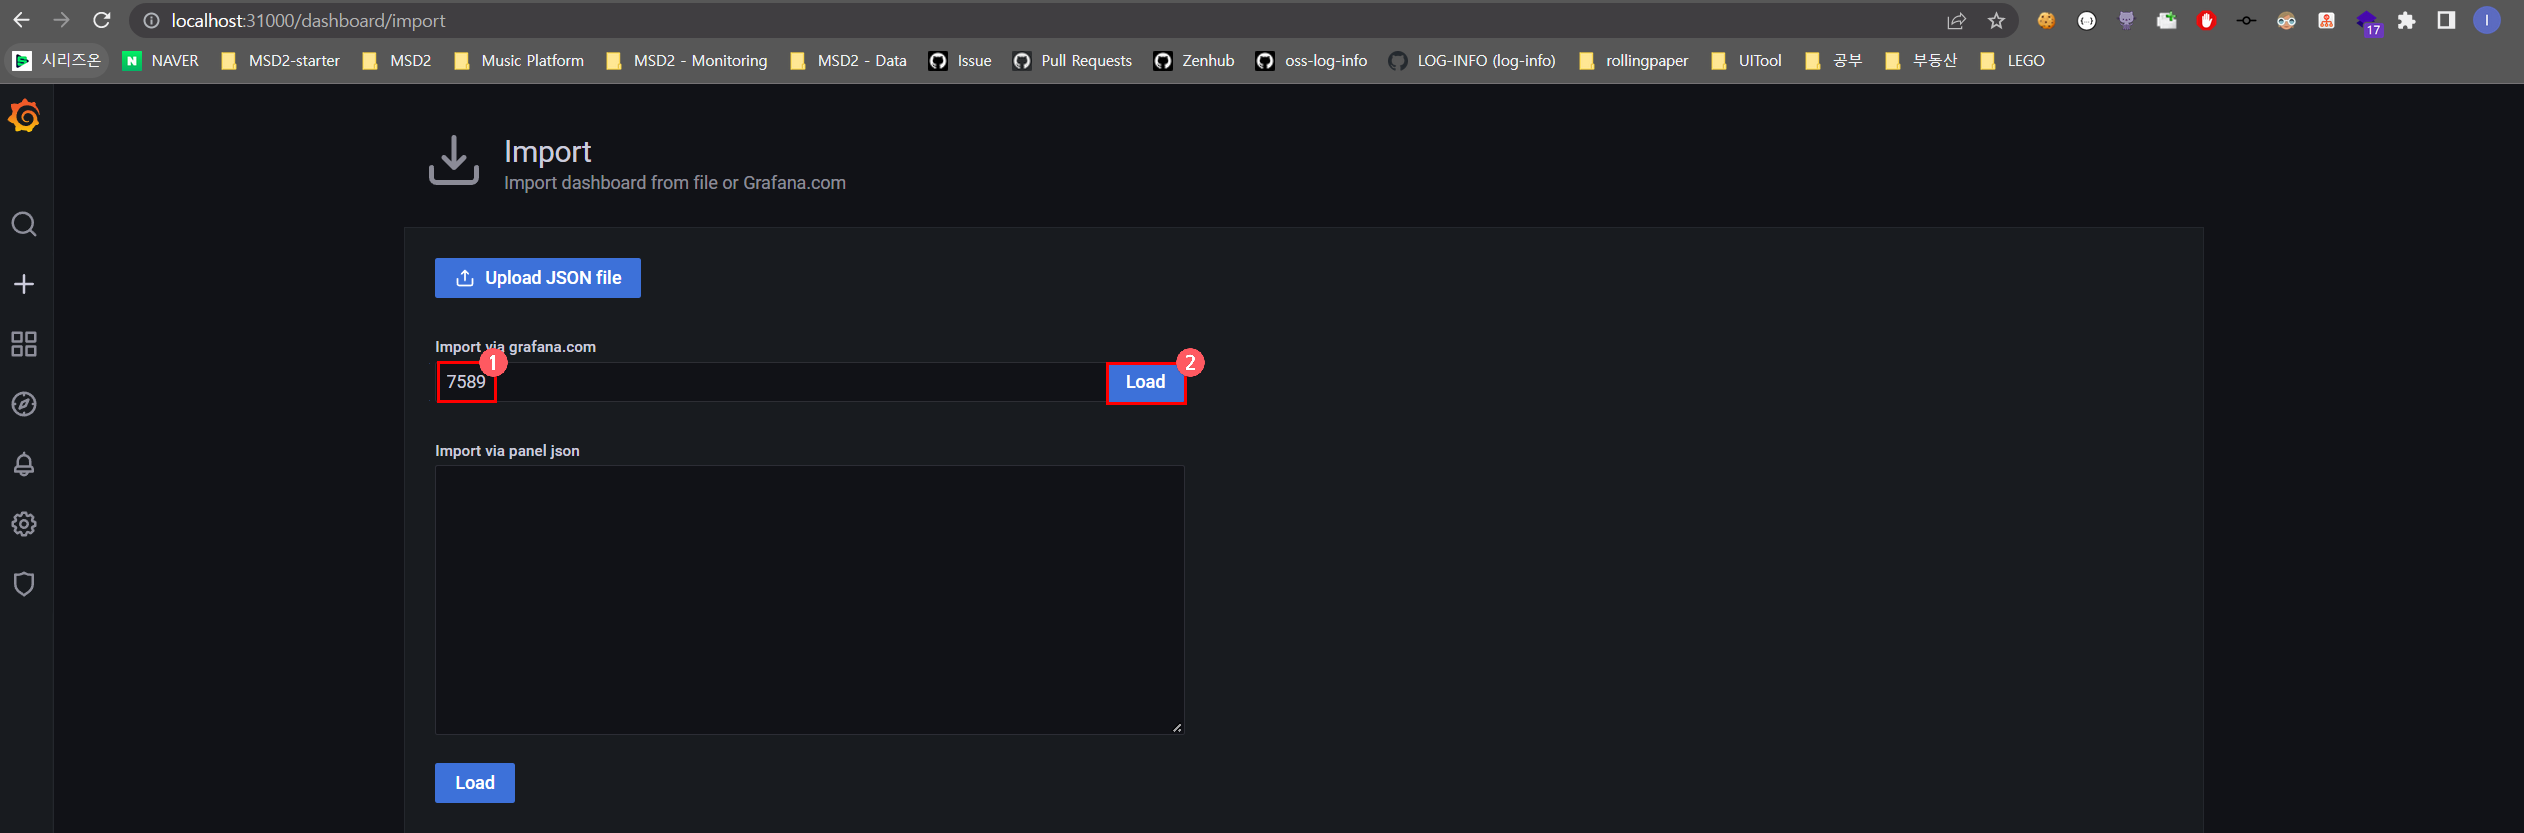 localhost:31000/dashboard/import
시리즈온 NAVER MSD2-starter MSD2 Music Platform MSD2 - Monitoring MSD2 - Data Issue Pull Requests Zenhub oss-log-info LOG-INFO (log-info) rollingpaper UITool 공부 부동산 LEGO
17
I
Import
Import dashboard from file or Grafana.com
Upload JSON file
Import via grafana.com
1
2
7589 Load
Import via panel json
Load